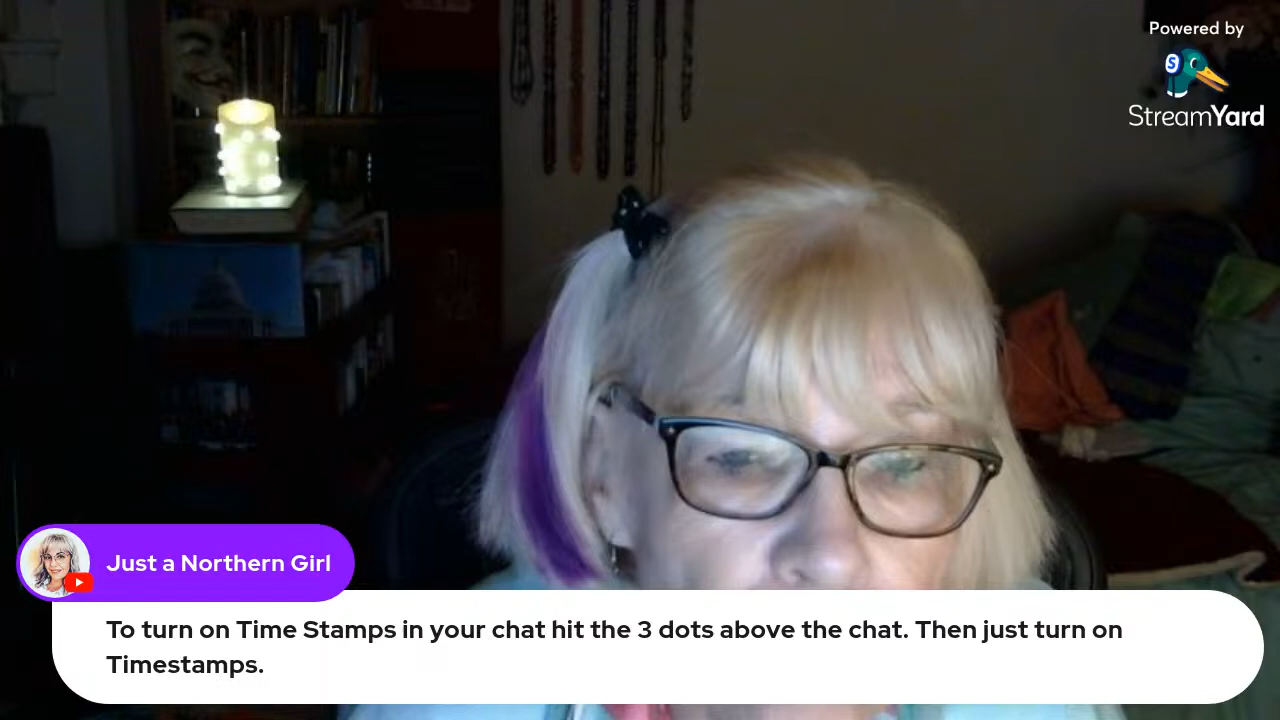 Powered by
StreamYard
Just a Northern Girl
To turn on Time Stamps in your chat hit the 3 dots above the chat. Then just turn on
Timestamps.